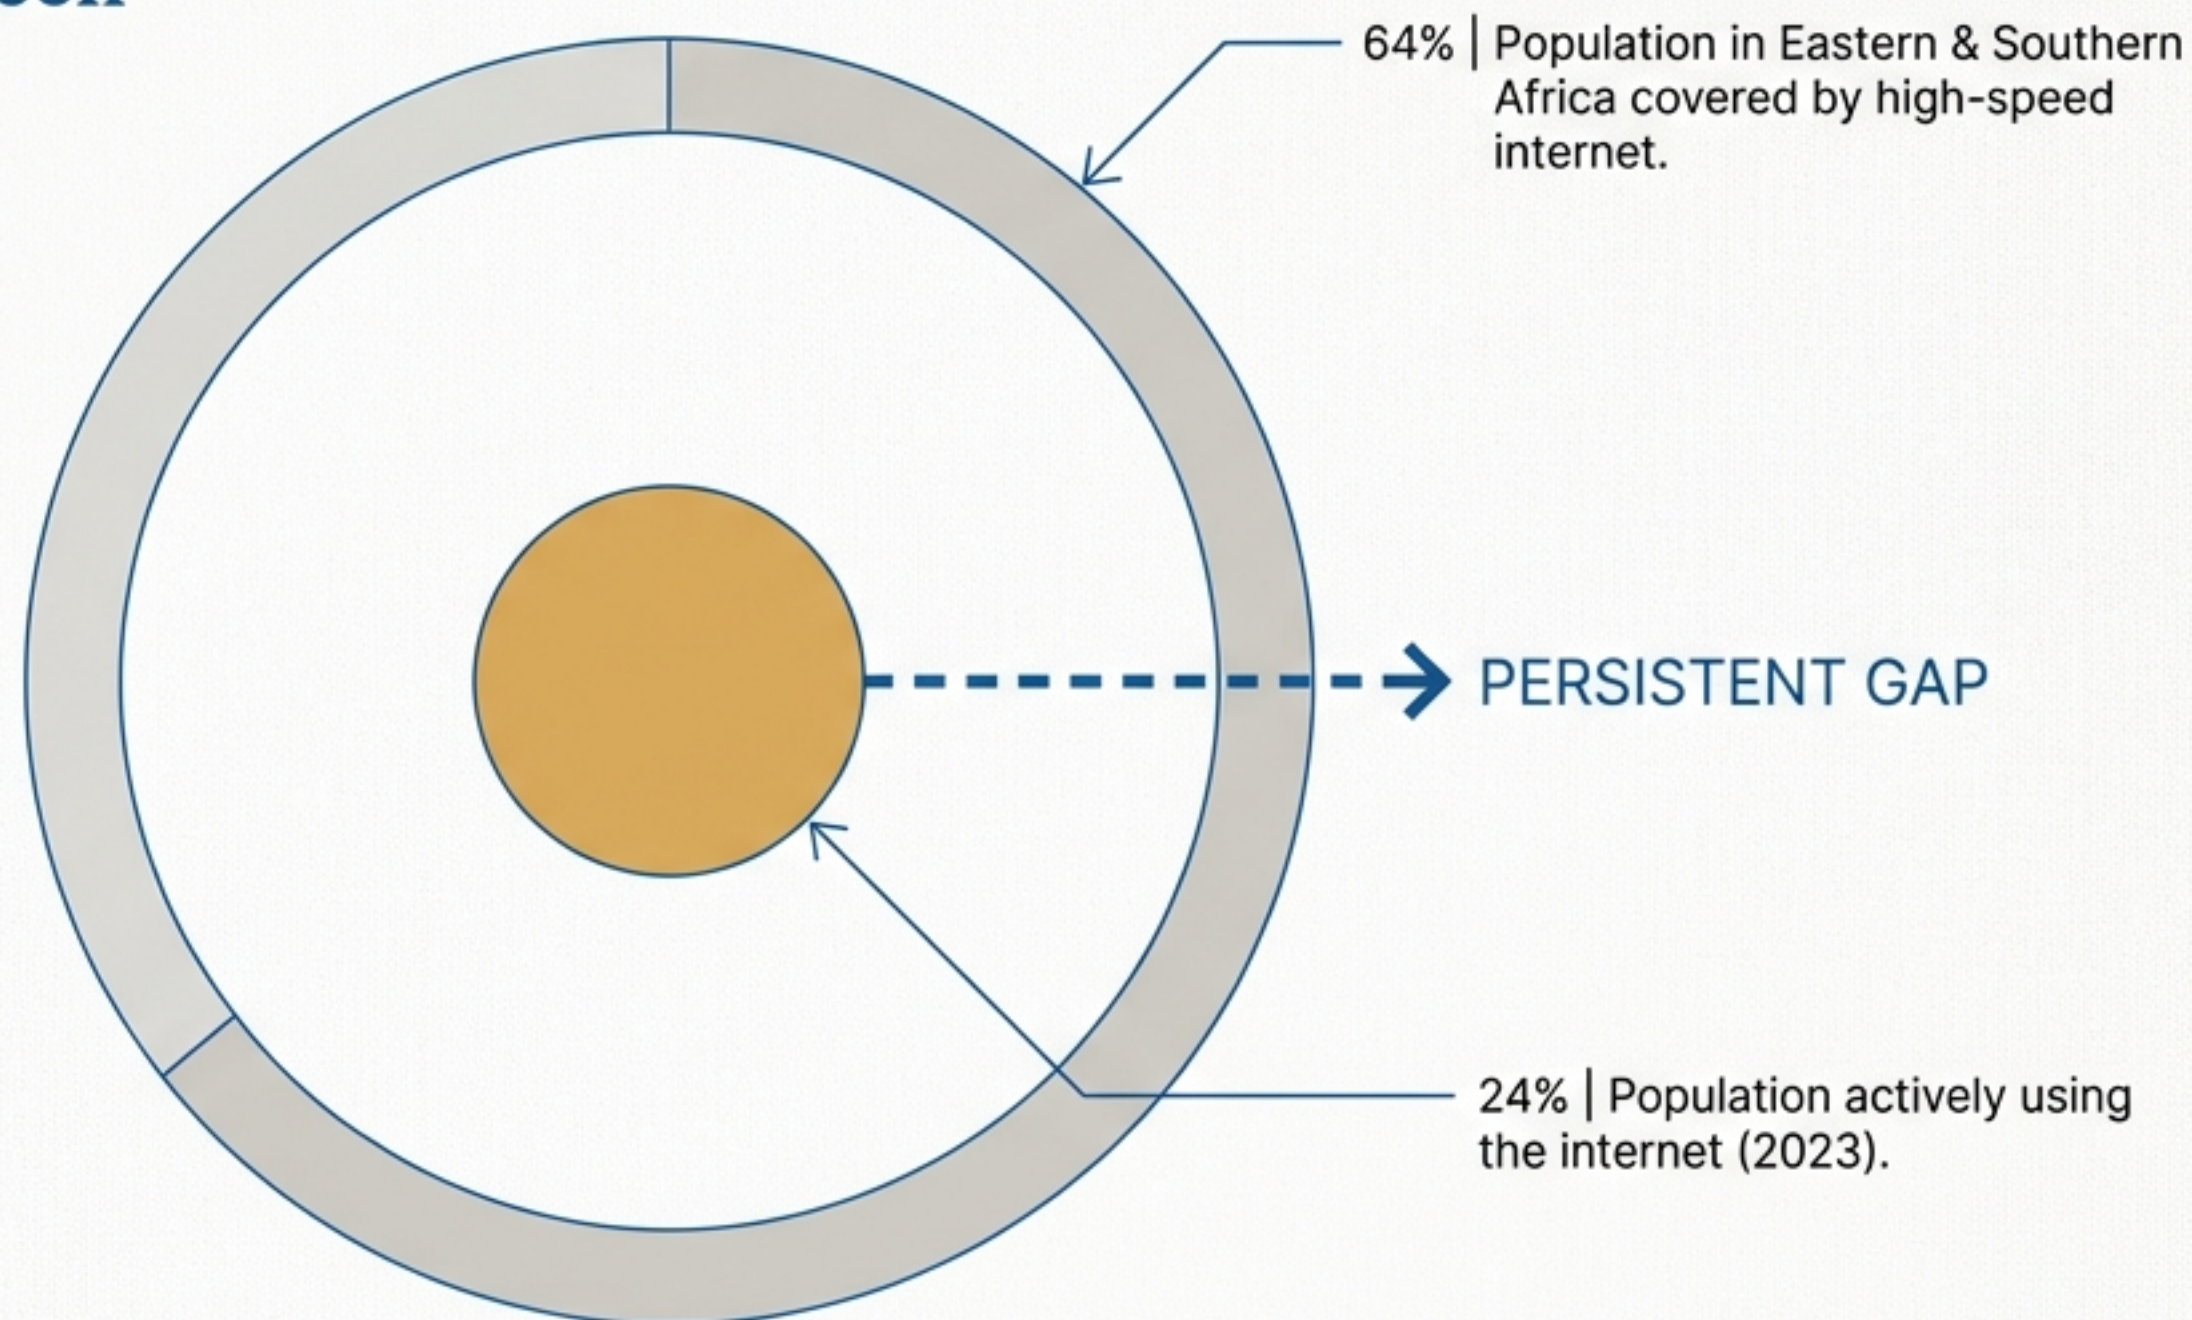 64% | Population in Eastern & Southern
Africa covered by high-speed
internet.
PERSISTENT GAP
24% | Population actively using
the internet (2023).